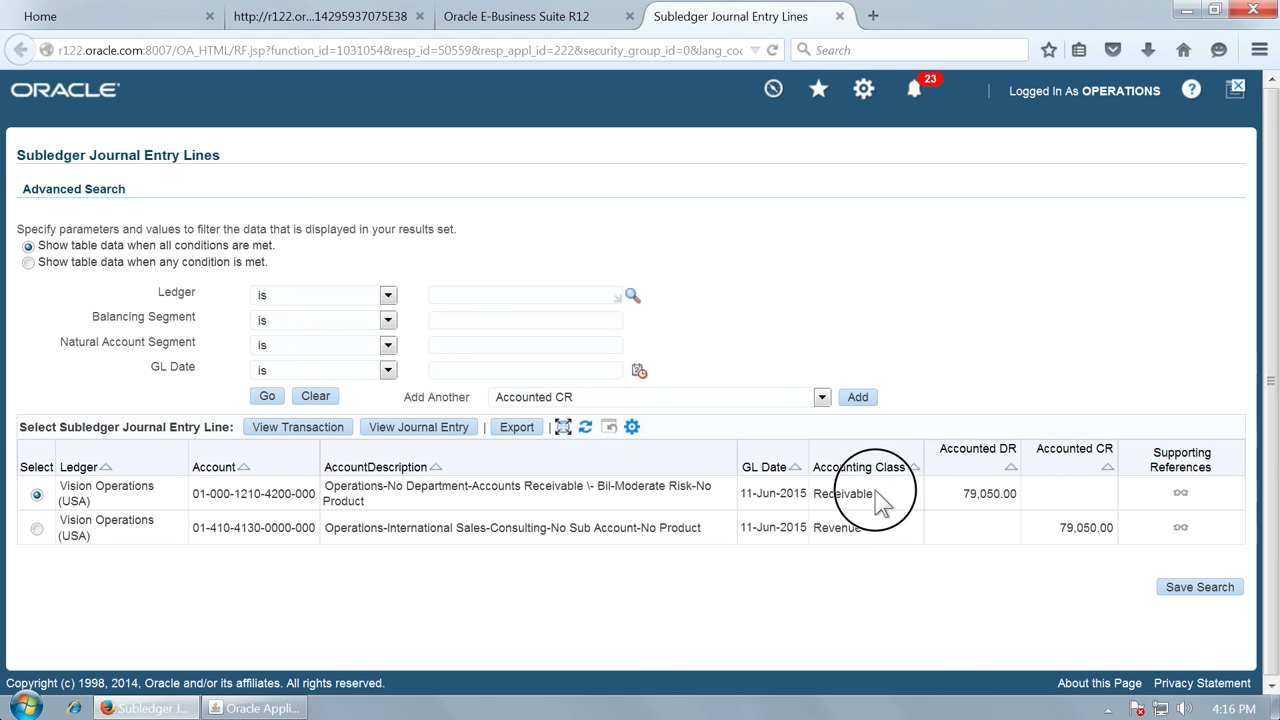 Home
http://r122.or...14295937075E38
Oracle E-Business Suite R12
Subledger Journal Entry Lines
r122.oracle.com:8007/OA_HTML/RF.jsp?function_id=1031054&resp_id=50559&resp_appl_id=222&security_group_id=0&lang_coc
Search
ORACLE
23
Logged In As OPERATIONS
Subledger Journal Entry Lines
Advanced Search
Specify parameters and values to filter the data that is displayed in your results set.
Show table data when all conditions are met.
Show table data when any condition is met.
Ledger is
Balancing Segment is
Natural Account Segment is
GL Date is
Go Clear Add Another Accounted CR Add
Select Subledger Journal Entry Line: View Transaction View Journal Entry | Export |
Select Ledger Account AccountDescription GL Date Accounting Class Accounted DR Accounted CR Supporting References
Vision Operations (USA) 01-000-1210-4200-000 Operations-No Department-Accounts Receivable \- Bil-Moderate Risk-No Product 11-Jun-2015 Receivable 79,050.00
Vision Operations (USA) 01-410-4130-0000-000 Operations-International Sales-Consulting-No Sub Account-No Product 11-Jun-2015 Revenue 79,050.00
Save Search
Copyright (c) 1998, 2014, Oracle and/or its affiliates. All rights reserved.
About this Page Privacy Statement
Subledger J...
Oracle Appli...
4:16 PM